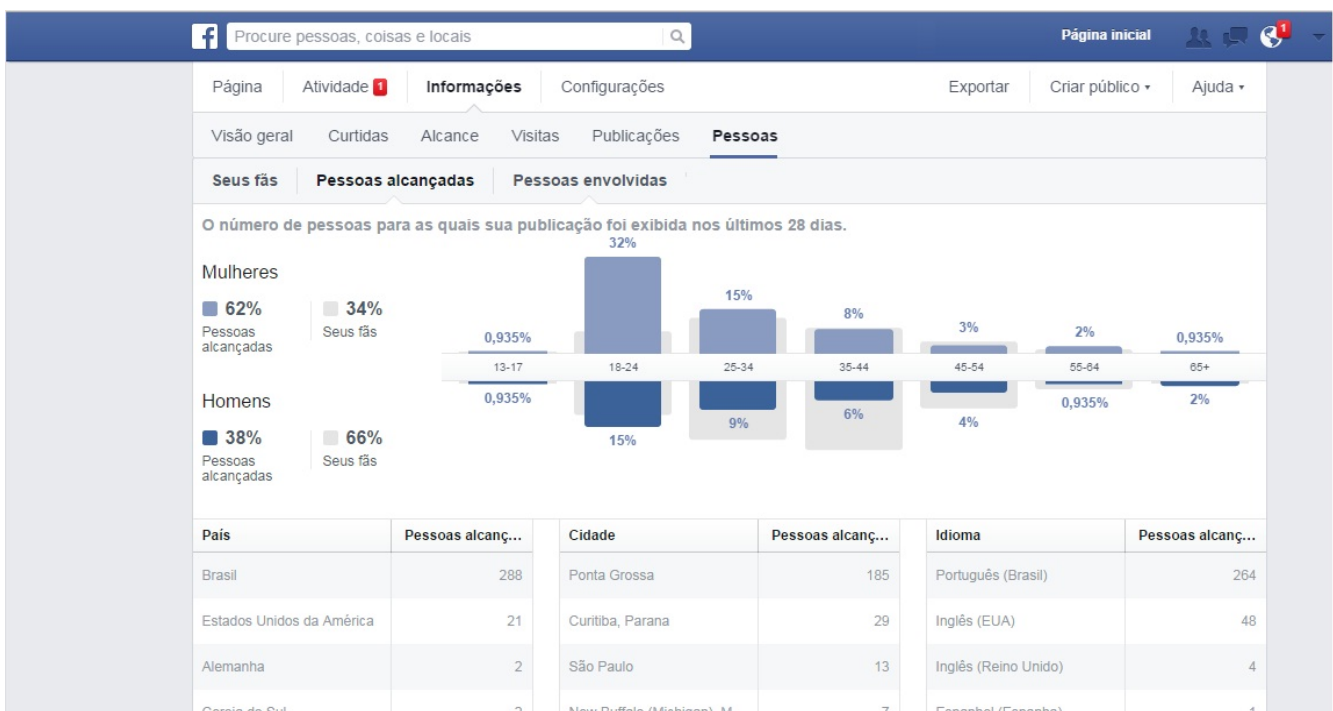 f Procure pessoas, coisas e locais Página inicial 1
Página Atividade 1 Informações Configurações Exportar Criar público Ajuda
Visão geral Curtidas Alcance Visitas Publicações Pessoas
Seus fãs Pessoas alcançadas Pessoas envolvidas
O número de pessoas para as quais sua publicação foi exibida nos últimos 28 dias.
Mulheres
62% 34%
Pessoas alcançadas Seus fãs
0,935% 32% 15% 8% 3% 2% 0,935%
13-17 18-24 25-34 35-44 45-54 55-64 65+
0,935% 15% 9% 6% 4% 0,935% 2%
Homens
38% 66%
Pessoas alcançadas Seus fãs
País Pessoas alcanç... Cidade Pessoas alcanç... Idioma Pessoas alcanç...
Brasil 288 Ponta Grossa 185 Português (Brasil) 264
Estados Unidos da América 21 Curitiba, Parana 29 Inglês (EUA) 48
Alemanha 2 São Paulo 13 Inglês (Reino Unido) 4